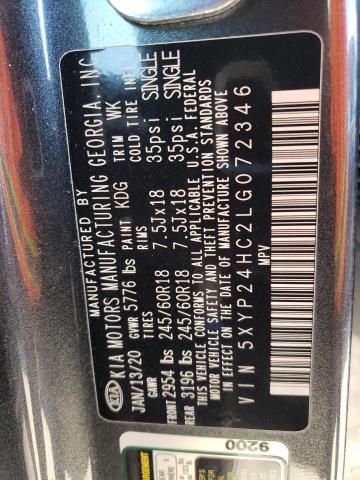 MANUFACTURED BY
KIA KIA MOTORS MANUFACTURING GEORGIA, INC.
JAN/13/20 GVWR 5776 lbs PAINT KDG TRIM WK
GAWR TIRES RIMS COLD TIRE INFL
FRONT 2954 lbs 245/60R18 7.5JX18 35psi SINGLE
REAR 3196 lbs 245/60R18 7.5JX18 35psi SINGLE
THIS VEHICLE CONFORMS TO ALL APPLICABLE U.S.A. FEDERAL
MOTOR VEHICLE SAFETY AND THEFT PREVENTION STANDARDS
IN EFFECT ON THE DATE OF MANUFACTURE SHOWN ABOVE
VIN 5XYP24HC2LG072346
MPV
9200